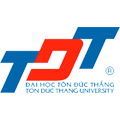 TDT
®
ĐẠI HỌC TÔN ĐỨC THẮNG
TON DUC THANG UNIVERSITY